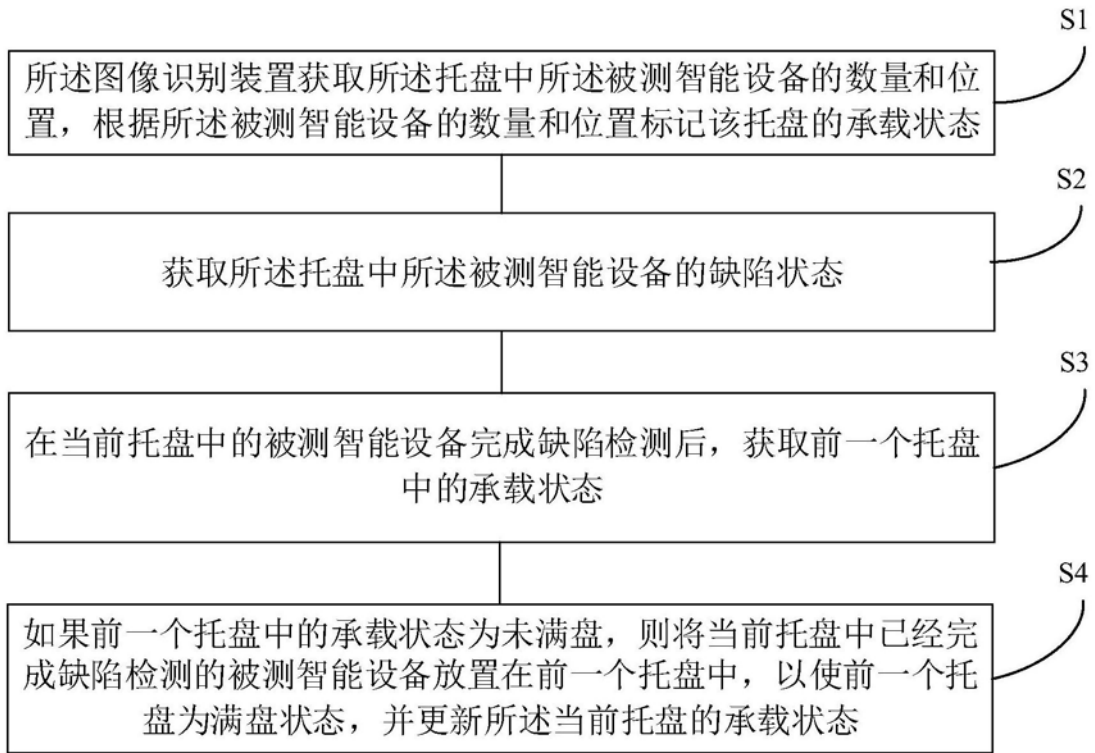 S1
所述图像识别装置获取所述托盘中所述被测智能设备的数量和位
置，根据所述被测智能设备的数量和位置标记该托盘的承载状态
S2
获取所述托盘中所述被测智能设备的缺陷状态
S3
在当前托盘中的被测智能设备完成缺陷检测后，获取前一个托盘
中的承载状态
S4
如果前一个托盘中的承载状态为未满盘，则将当前托盘中已经完
成缺陷检测的被测智能设备放置在前一个托盘中，以使前一个托
盘为满盘状态，并更新所述当前托盘的承载状态